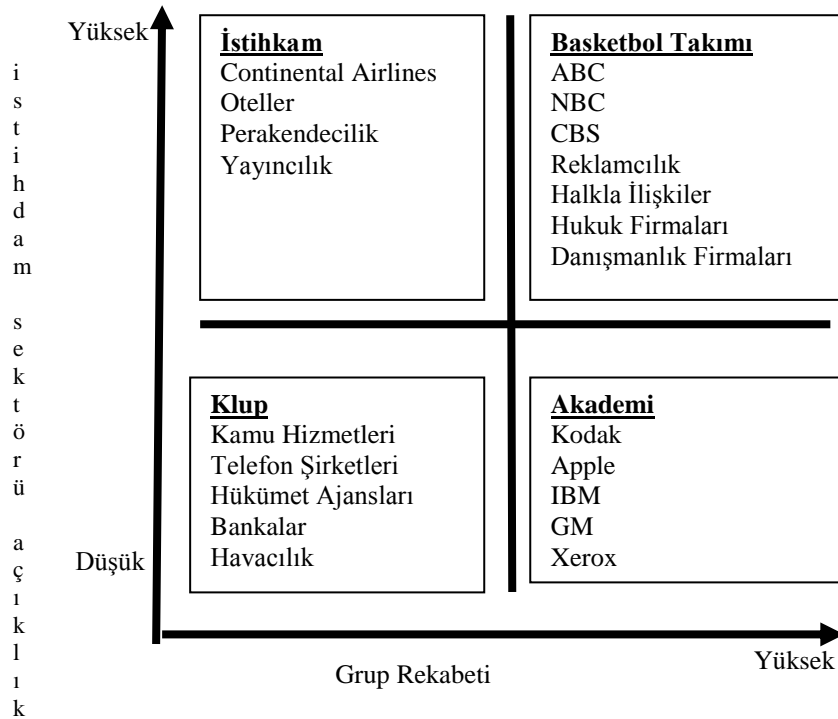 Yüksek
istihdam sektörü açıklık
İstihkam
Continental Airlines
Oteller
Perakendecilik
Yayıncılık
Basketbol Takımı
ABC
NBC
CBS
Reklamcılık
Halkla İlişkiler
Hukuk Firmaları
Danışmanlık Firmaları
Klup
Kamu Hizmetleri
Telefon Şirketleri
Hükümet Ajansları
Bankalar
Havacılık
Akademi
Kodak
Apple
IBM
GM
Xerox
Düşük
Grup Rekabeti
Yüksek